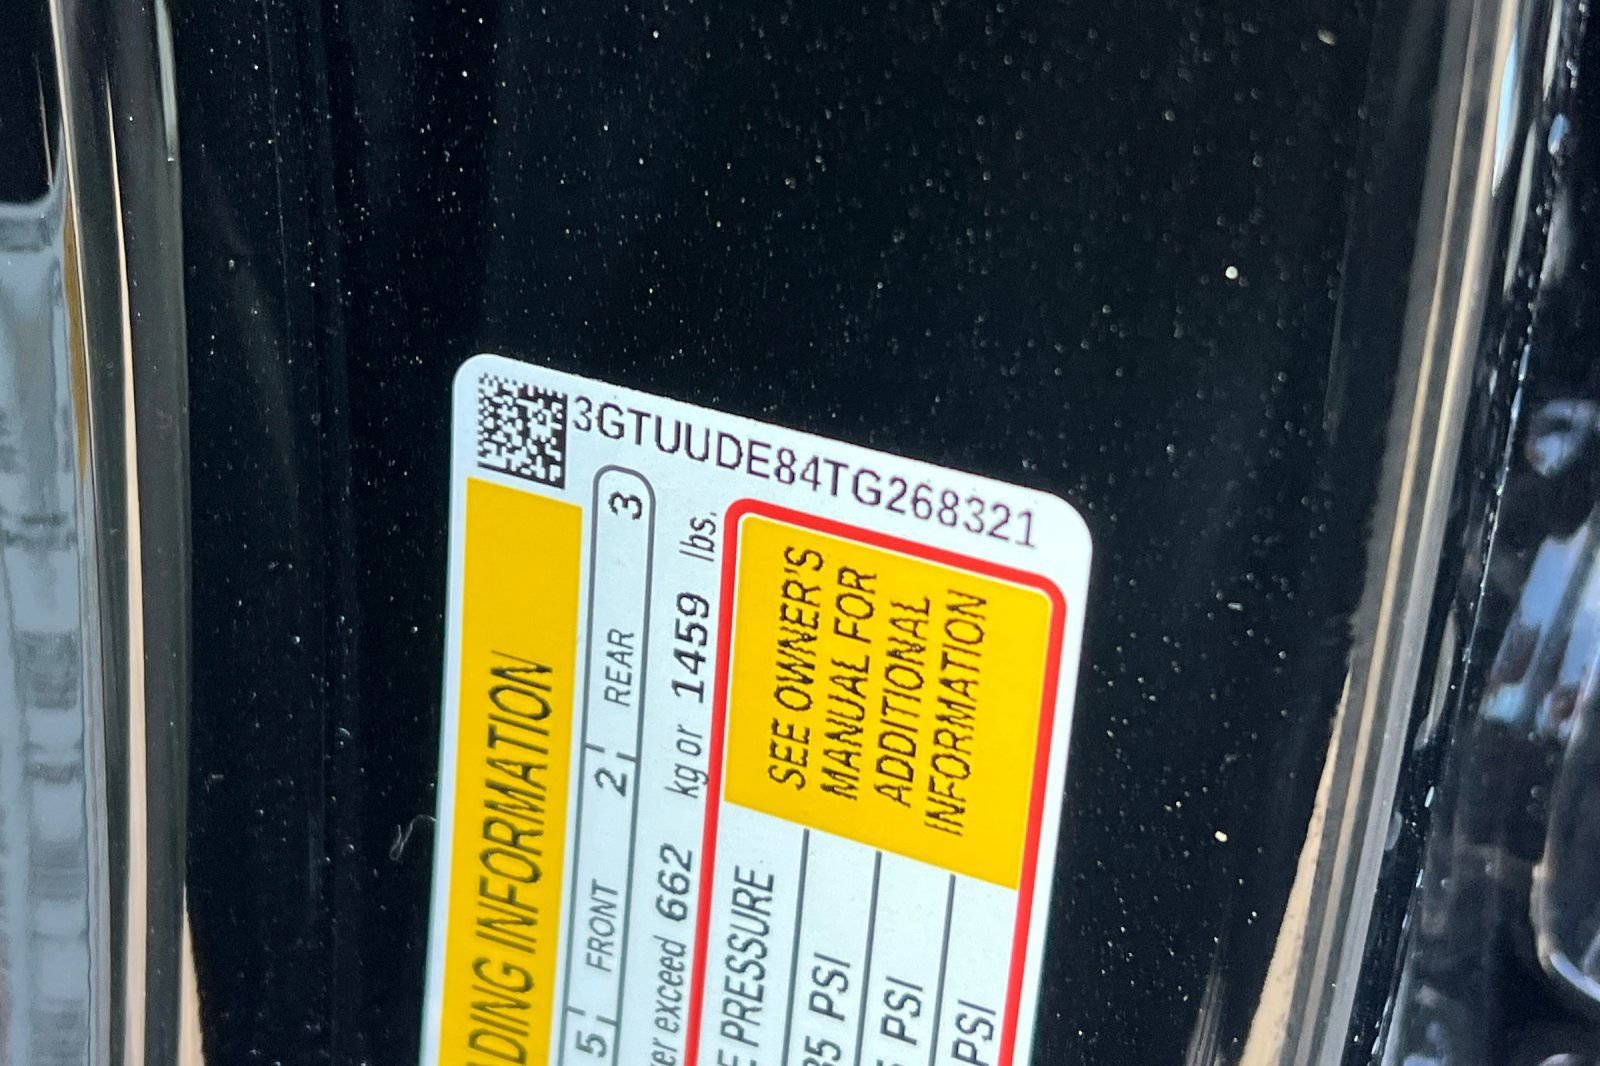 3GTUUDE84TG268321
DING INFORMATION
5 FRONT 2 REAR 3
exceed 662 kg or 1459 lbs.
PRESSURE
SEE OWNER'S
MANUAL FOR
ADDITIONAL
INFORMATION
35 PSI
PSI
PSI